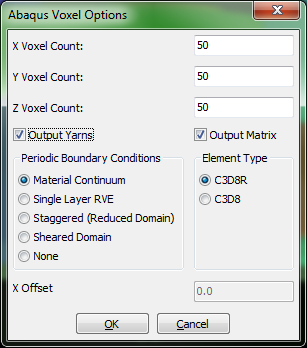 Abaqus Voxel Options
X Voxel Count: 50
Y Voxel Count: 50
Z Voxel Count: 50
Output Yarns Output Matrix
Periodic Boundary Conditions
Material Continuum
Single Layer RVE
Staggered (Reduced Domain)
Sheared Domain
None
Element Type
C3D8R
C3D8
X Offset 0.0
OK Cancel